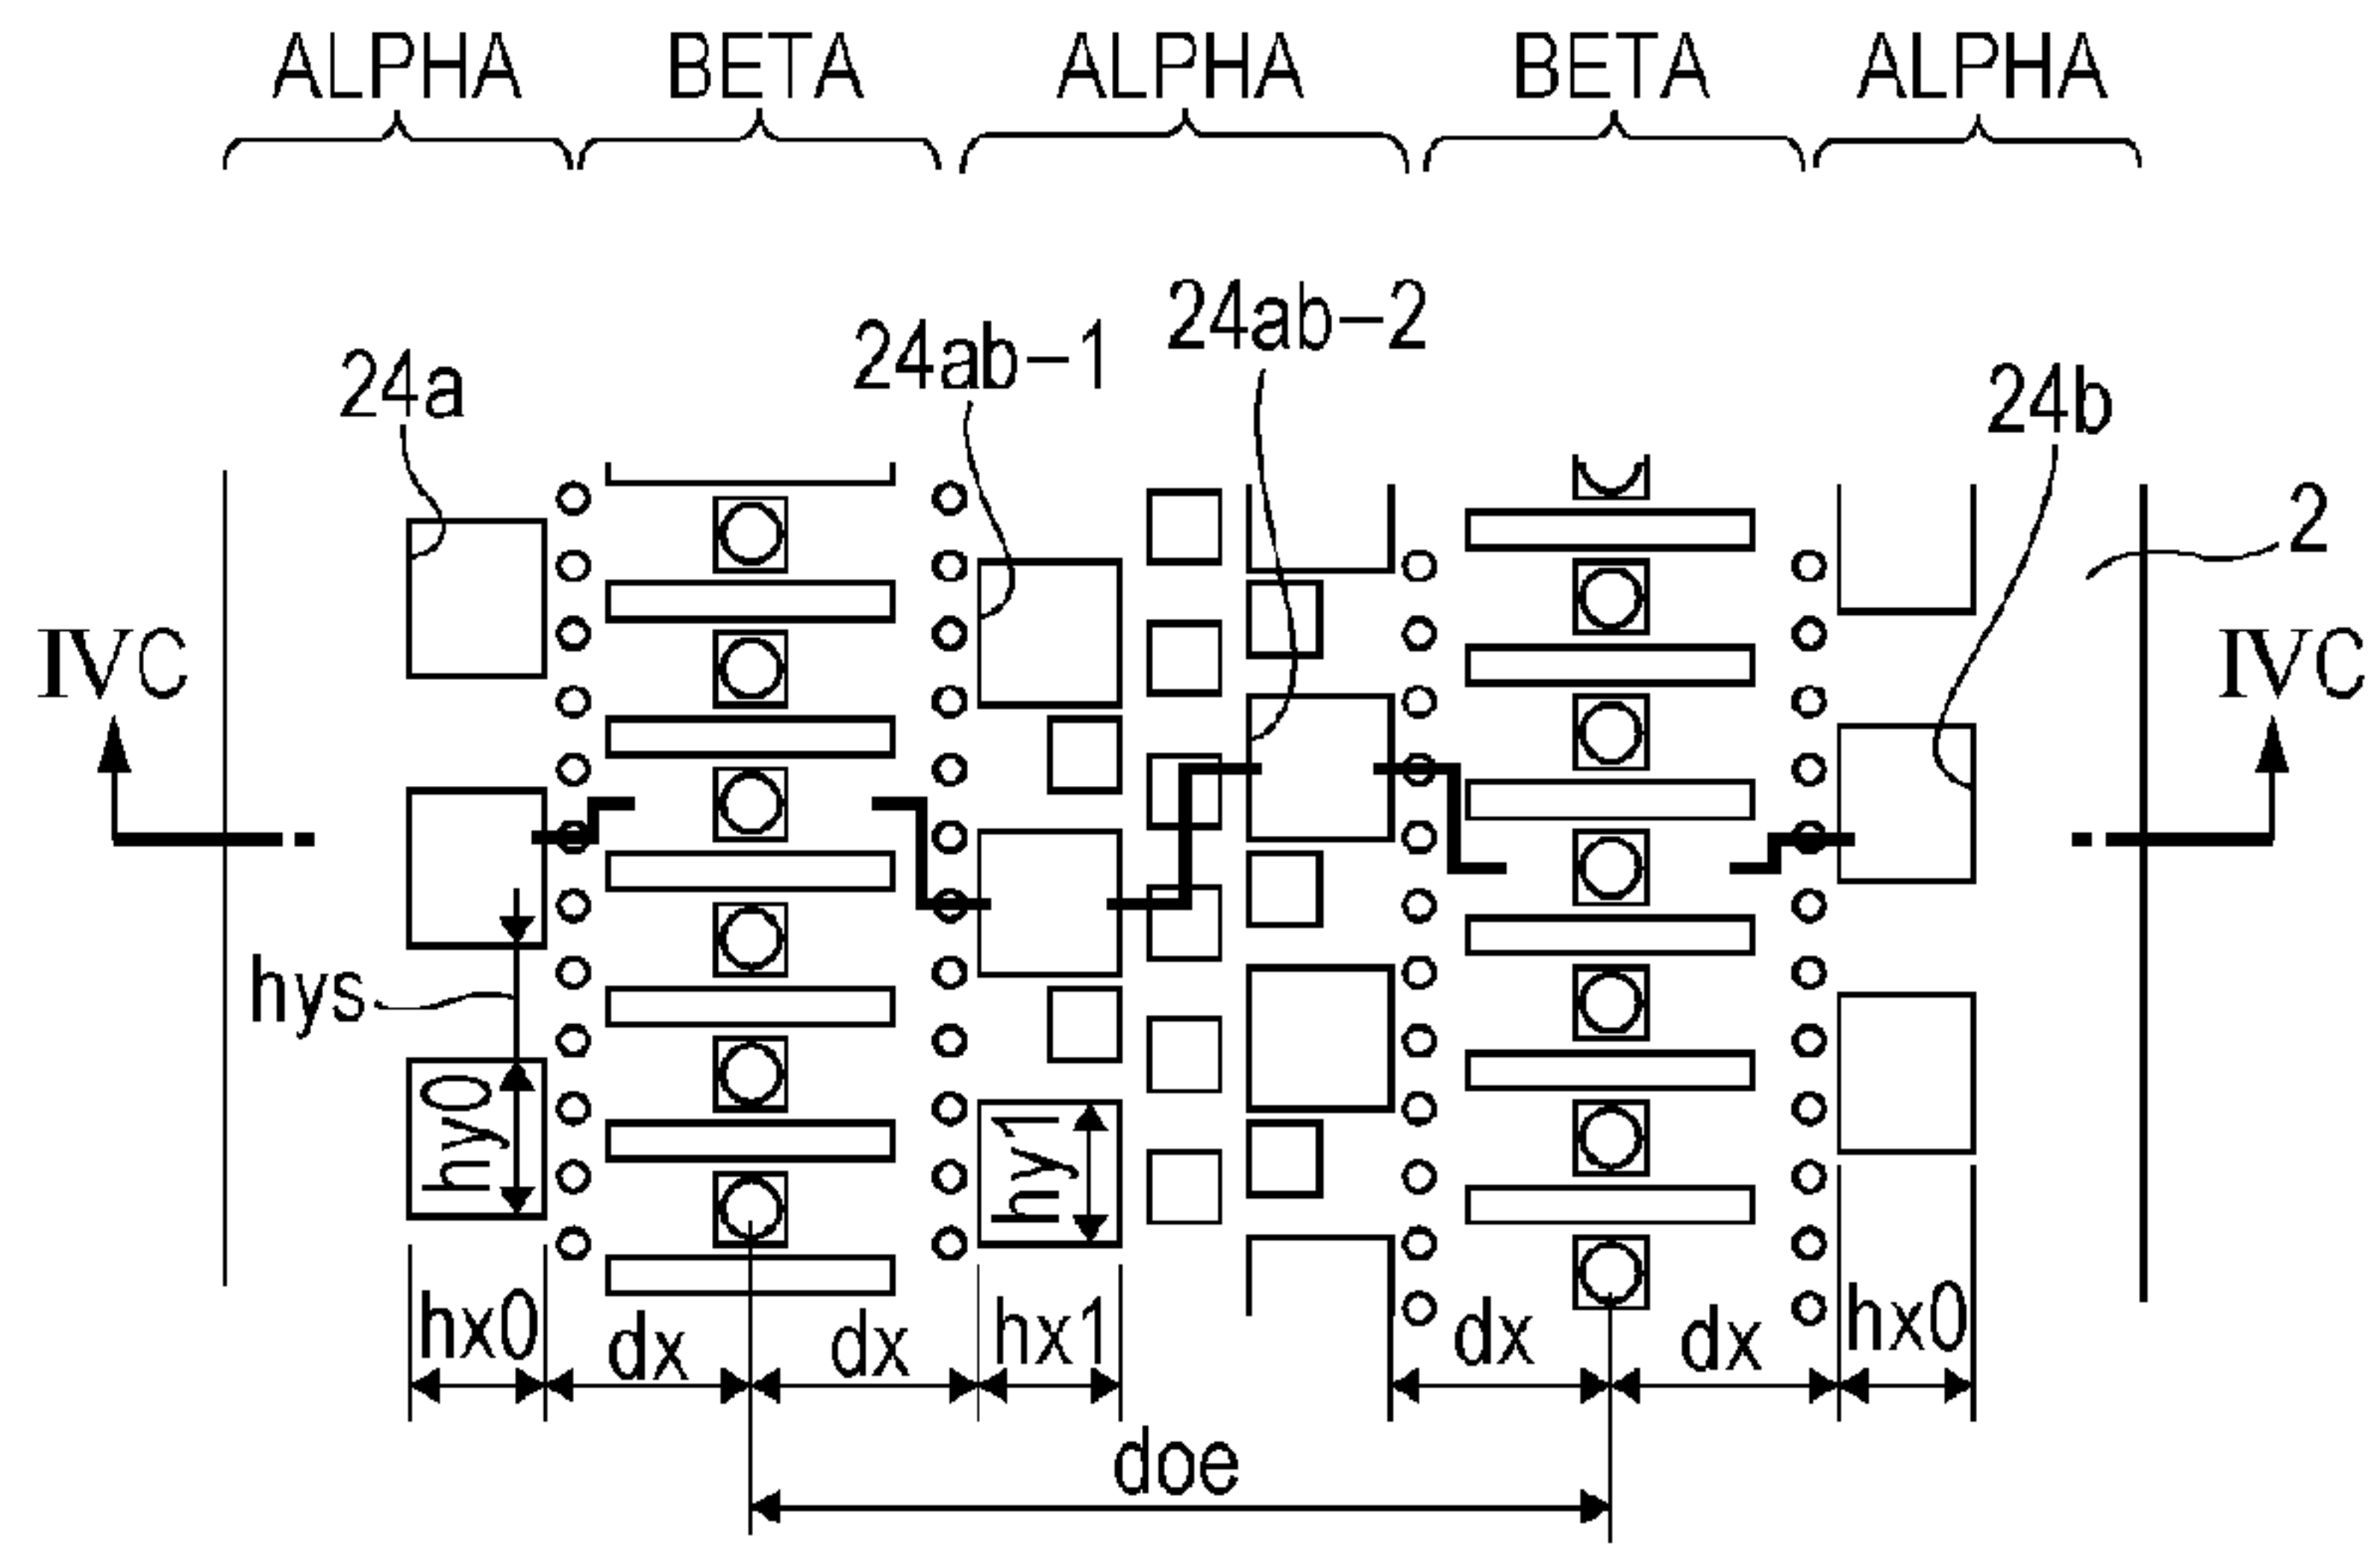 ALPHA BETA ALPHA BETA ALPHA
24ab-2
24ab-1
24a
24b
2
IVC IVC
hys
hy0 hy1
hx0 dx dx hx1 dx dx hx0
doe